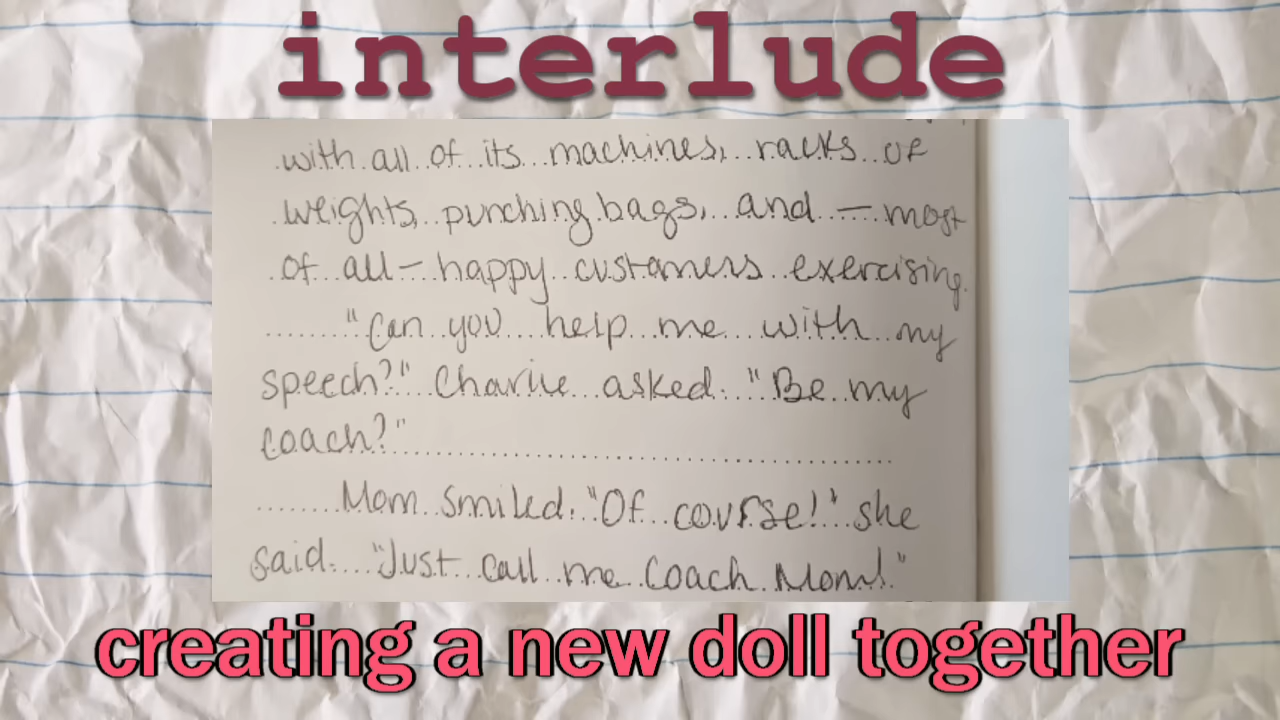 interlude
with all of its machines, racks of
weights, punching bags, and — most
of all — happy customers exercising.
"Can you help me with my
speech?" Charlie asked. "Be my
coach?"
Mom smiled. "Of course!" she
said. "Just call me Coach Mom!"
creating a new doll together